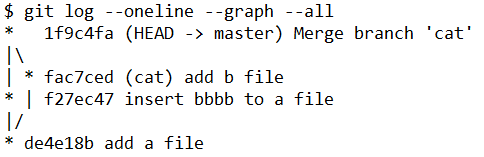 $ git log --oneline --graph --all
*   1f9c4fa (HEAD -> master) Merge branch 'cat'
|\
| * fac7ced (cat) add b file
* | f27ec47 insert bbbb to a file
|/
* de4e18b add a file